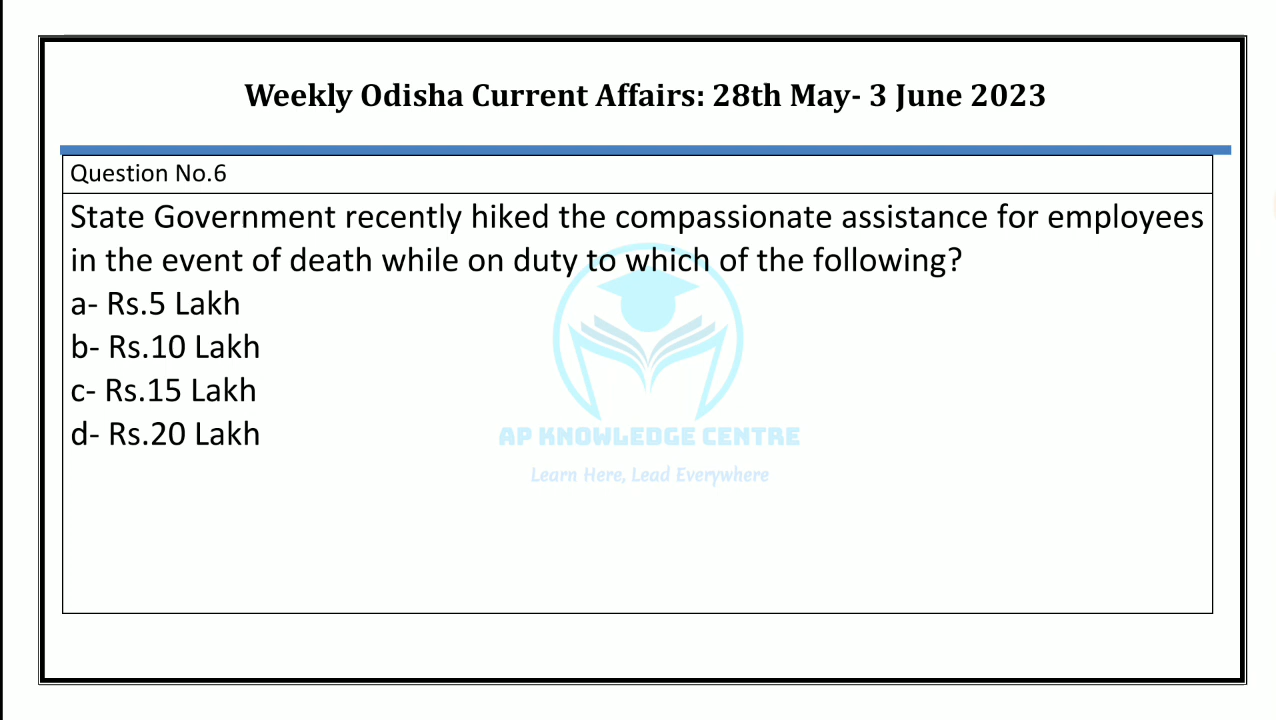 Weekly Odisha Current Affairs: 28th May- 3 June 2023
Question No.6
State Government recently hiked the compassionate assistance for employees
in the event of death while on duty to which of the following?
a- Rs.5 Lakh
b- Rs.10 Lakh
c- Rs.15 Lakh
d- Rs.20 Lakh
AP KNOWLEDGE CENTRE
Learn Here, Lead Everywhere